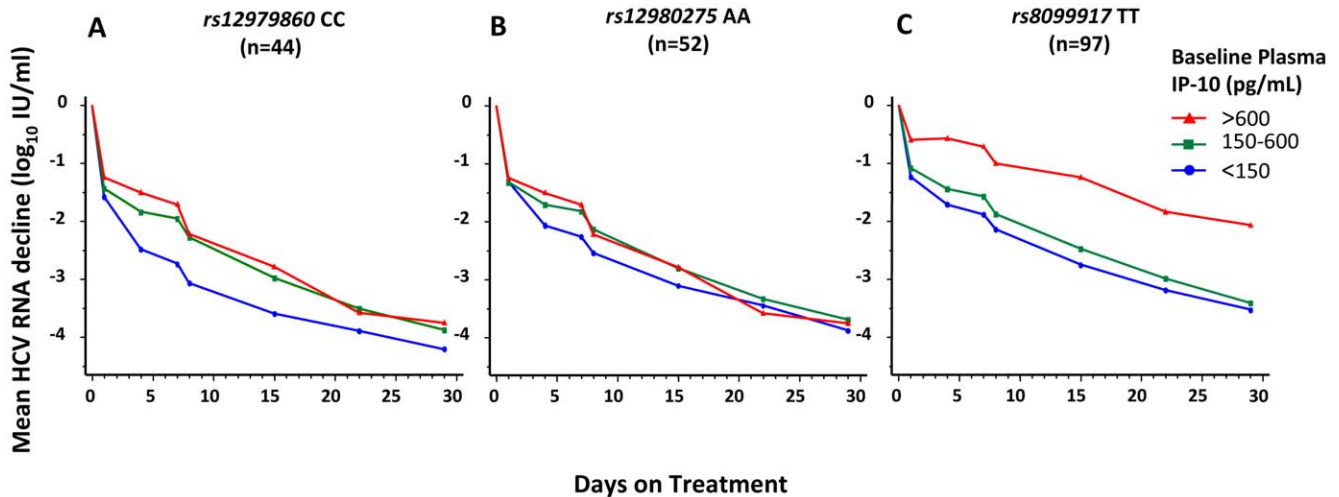 A
rs12979860 CC
(n=44)
B
rs12980275 AA
(n=52)
C
rs8099917 TT
(n=97)
Baseline Plasma
IP-10 (pg/mL)
>600
150-600
<150
Mean HCV RNA decline (log10 IU/ml)
0
-1
-2
-3
-4
0 5 10 15 20 25 30
0
-1
-2
-3
-4
0 5 10 15 20 25 30
0
-1
-2
-3
-4
0 5 10 15 20 25 30
Days on Treatment